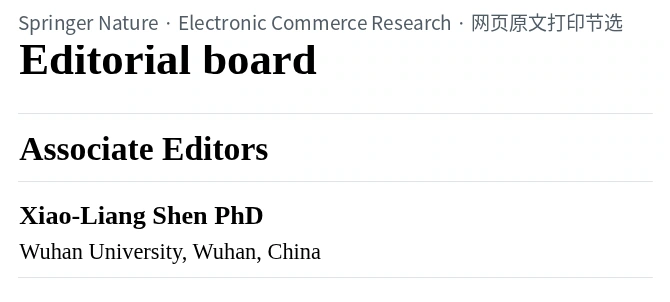 Springer Nature · Electronic Commerce Research · 网页原文打印节选
Editorial board
Associate Editors
Xiao-Liang Shen PhD
Wuhan University, Wuhan, China